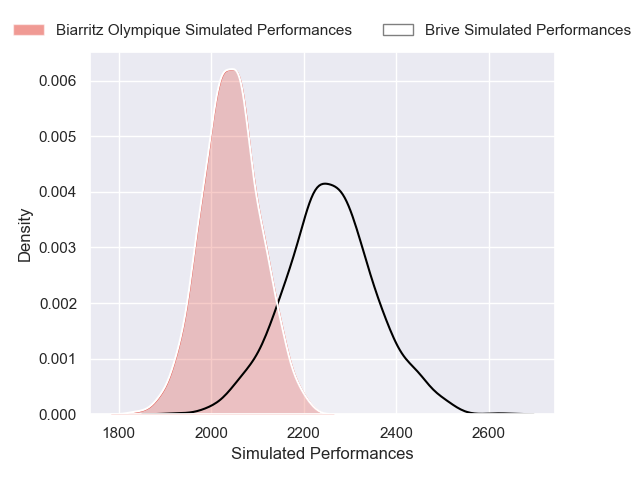 Biarritz Olympique Simulated Performances
Brive Simulated Performances
0.006
0.005
0.004
0.003
0.002
0.001
0.000
Density
1800 2000 2200 2400 2600
Simulated Performances